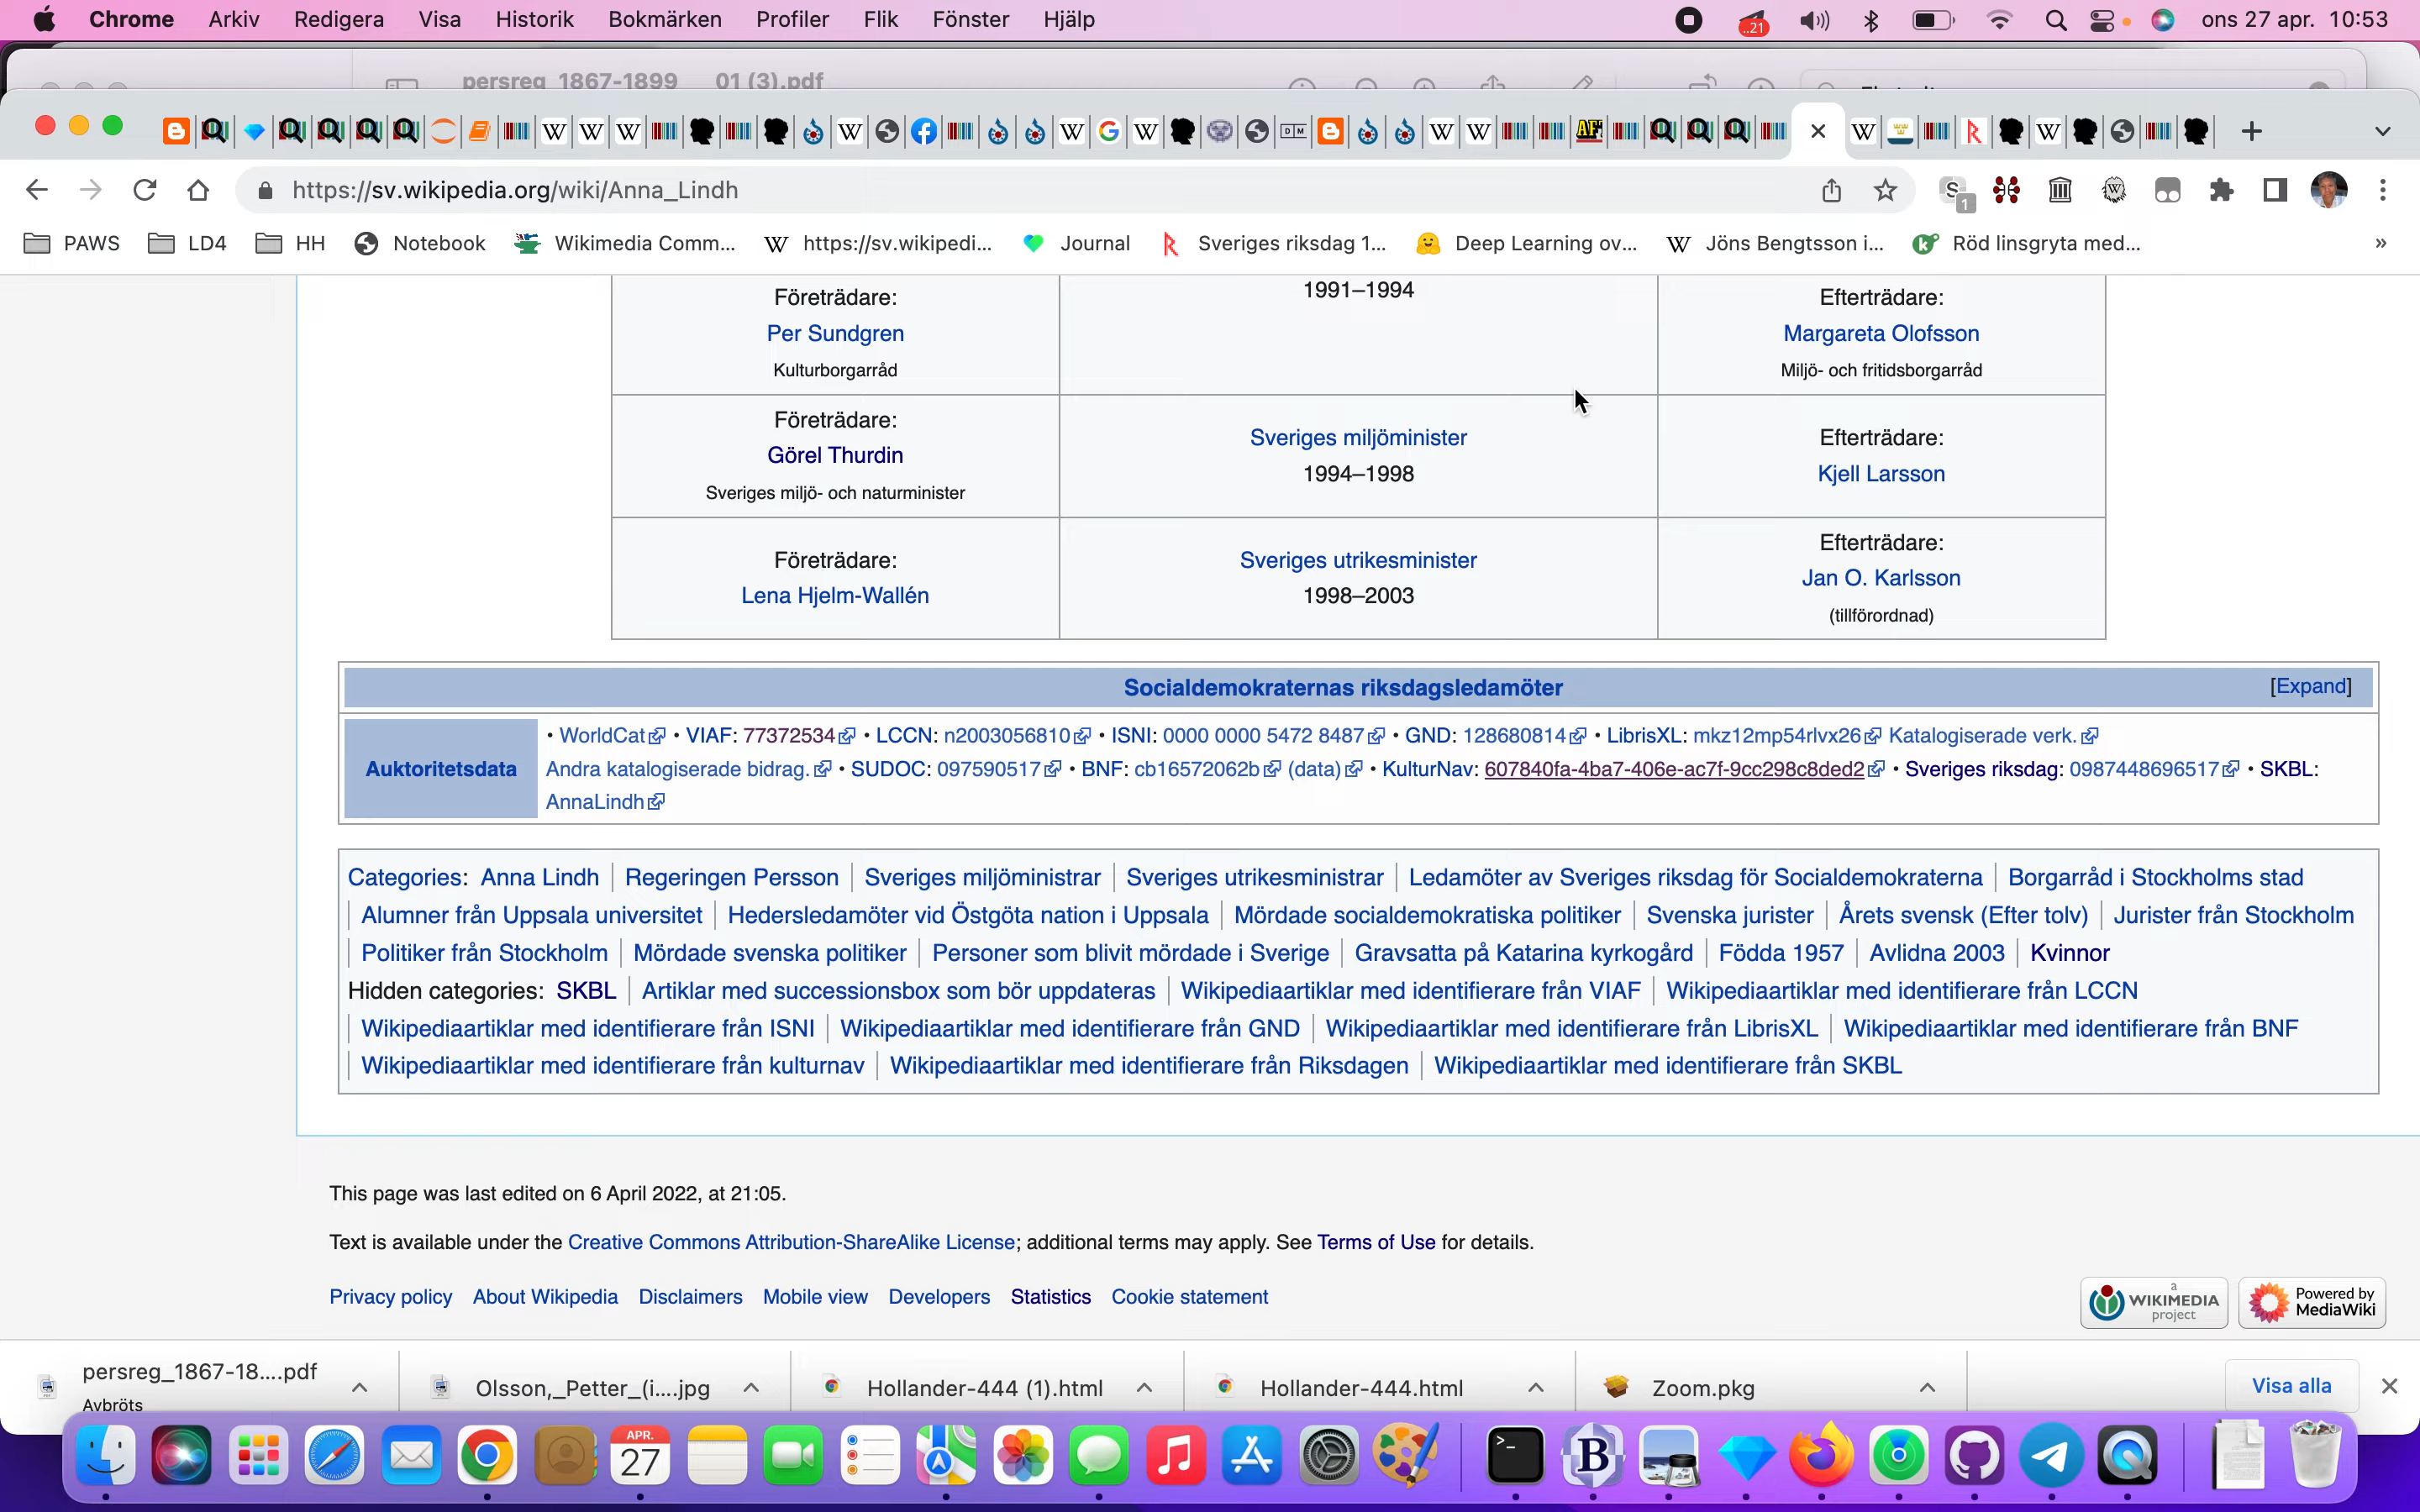 Chrome Arkiv Redigera Visa Historik Bokmärken Profiler Flik Fönster Hjälp ..21 ons 27 apr. 10:53
persreg_1867-1899 01 (3).pdf
https://sv.wikipedia.org/wiki/Anna_Lindh
PAWS LD4 HH Notebook Wikimedia Comm... https://sv.wikipedi... Journal Sveriges riksdag 1... Deep Learning ov... Jöns Bengtsson i... Röd linsgryta med... »
Företrädare: 1991–1994 Efterträdare:
Per Sundgren Margareta Olofsson
Kulturborgarråd Miljö- och fritidsborgarråd
Företrädare: Sveriges miljöminister Efterträdare:
Görel Thurdin 1994–1998 Kjell Larsson
Sveriges miljö- och naturminister
Företrädare: Sveriges utrikesminister Efterträdare:
Lena Hjelm-Wallén 1998–2003 Jan O. Karlsson
(tillförordnad)
Socialdemokraternas riksdagsledamöter [Expand]
Auktoritetsdata
• WorldCat • VIAF: 77372534 • LCCN: n2003056810 • ISNI: 0000 0000 5472 8487 • GND: 128680814 • LibrisXL: mkz12mp54rlvx26 Katalogiserade verk.
Andra katalogiserade bidrag. • SUDOC: 097590517 • BNF: cb16572062b (data) • KulturNav: 607840fa-4ba7-406e-ac7f-9cc298c8ded2 • Sveriges riksdag: 0987448696517 • SKBL:
AnnaLindh
Categories: Anna Lindh | Regeringen Persson | Sveriges miljöministrar | Sveriges utrikesministrar | Ledamöter av Sveriges riksdag för Socialdemokraterna | Borgarråd i Stockholms stad
| Alumner från Uppsala universitet | Hedersledamöter vid Östgöta nation i Uppsala | Mördade socialdemokratiska politiker | Svenska jurister | Årets svensk (Efter tolv) | Jurister från Stockholm
| Politiker från Stockholm | Mördade svenska politiker | Personer som blivit mördade i Sverige | Gravsatta på Katarina kyrkogård | Födda 1957 | Avlidna 2003 | Kvinnor
Hidden categories: SKBL | Artiklar med successionsbox som bör uppdateras | Wikipediaartiklar med identifierare från VIAF | Wikipediaartiklar med identifierare från LCCN
| Wikipediaartiklar med identifierare från ISNI | Wikipediaartiklar med identifierare från GND | Wikipediaartiklar med identifierare från LibrisXL | Wikipediaartiklar med identifierare från BNF
| Wikipediaartiklar med identifierare från kulturnav | Wikipediaartiklar med identifierare från Riksdagen | Wikipediaartiklar med identifierare från SKBL
This page was last edited on 6 April 2022, at 21:05.
Text is available under the Creative Commons Attribution-ShareAlike License; additional terms may apply. See Terms of Use for details.
Privacy policy About Wikipedia Disclaimers Mobile view Developers Statistics Cookie statement
a WIKIMEDIA project
Powered by MediaWiki
persreg_1867-18....pdf Olsson,_Petter_(i....jpg Hollander-444 (1).html Hollander-444.html Zoom.pkg Visa alla
Avbröts
APR. 27